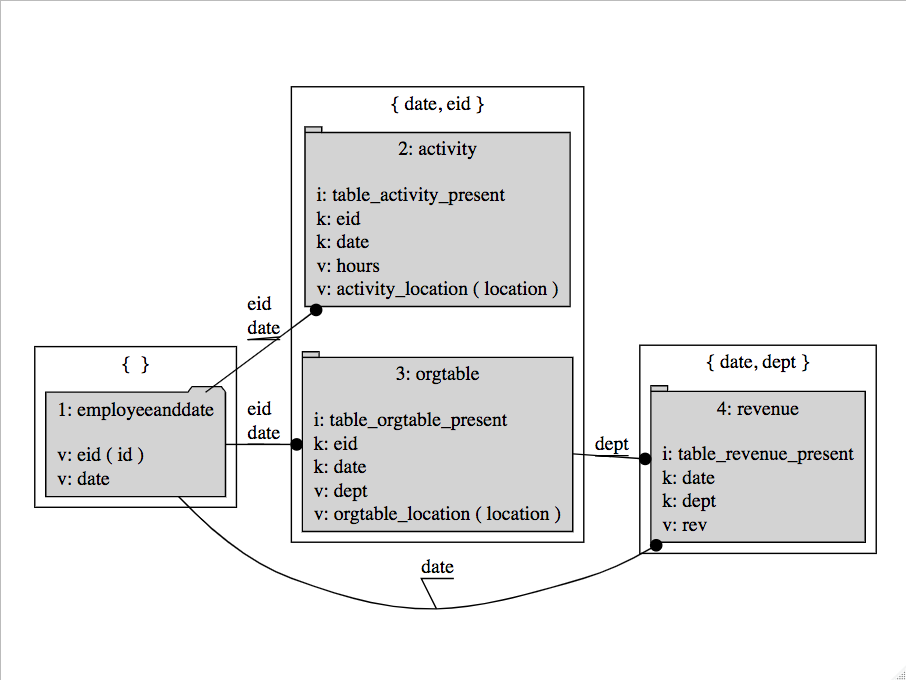 { date, eid }
2: activity
i: table_activity_present
k: eid
k: date
v: hours
v: activity_location ( location )
eid
date
{ }
1: employeeanddate
v: eid ( id )
v: date
eid
date
3: orgtable
i: table_orgtable_present
k: eid
k: date
v: dept
v: orgtable_location ( location )
dept
{ date, dept }
4: revenue
i: table_revenue_present
k: date
k: dept
v: rev
date